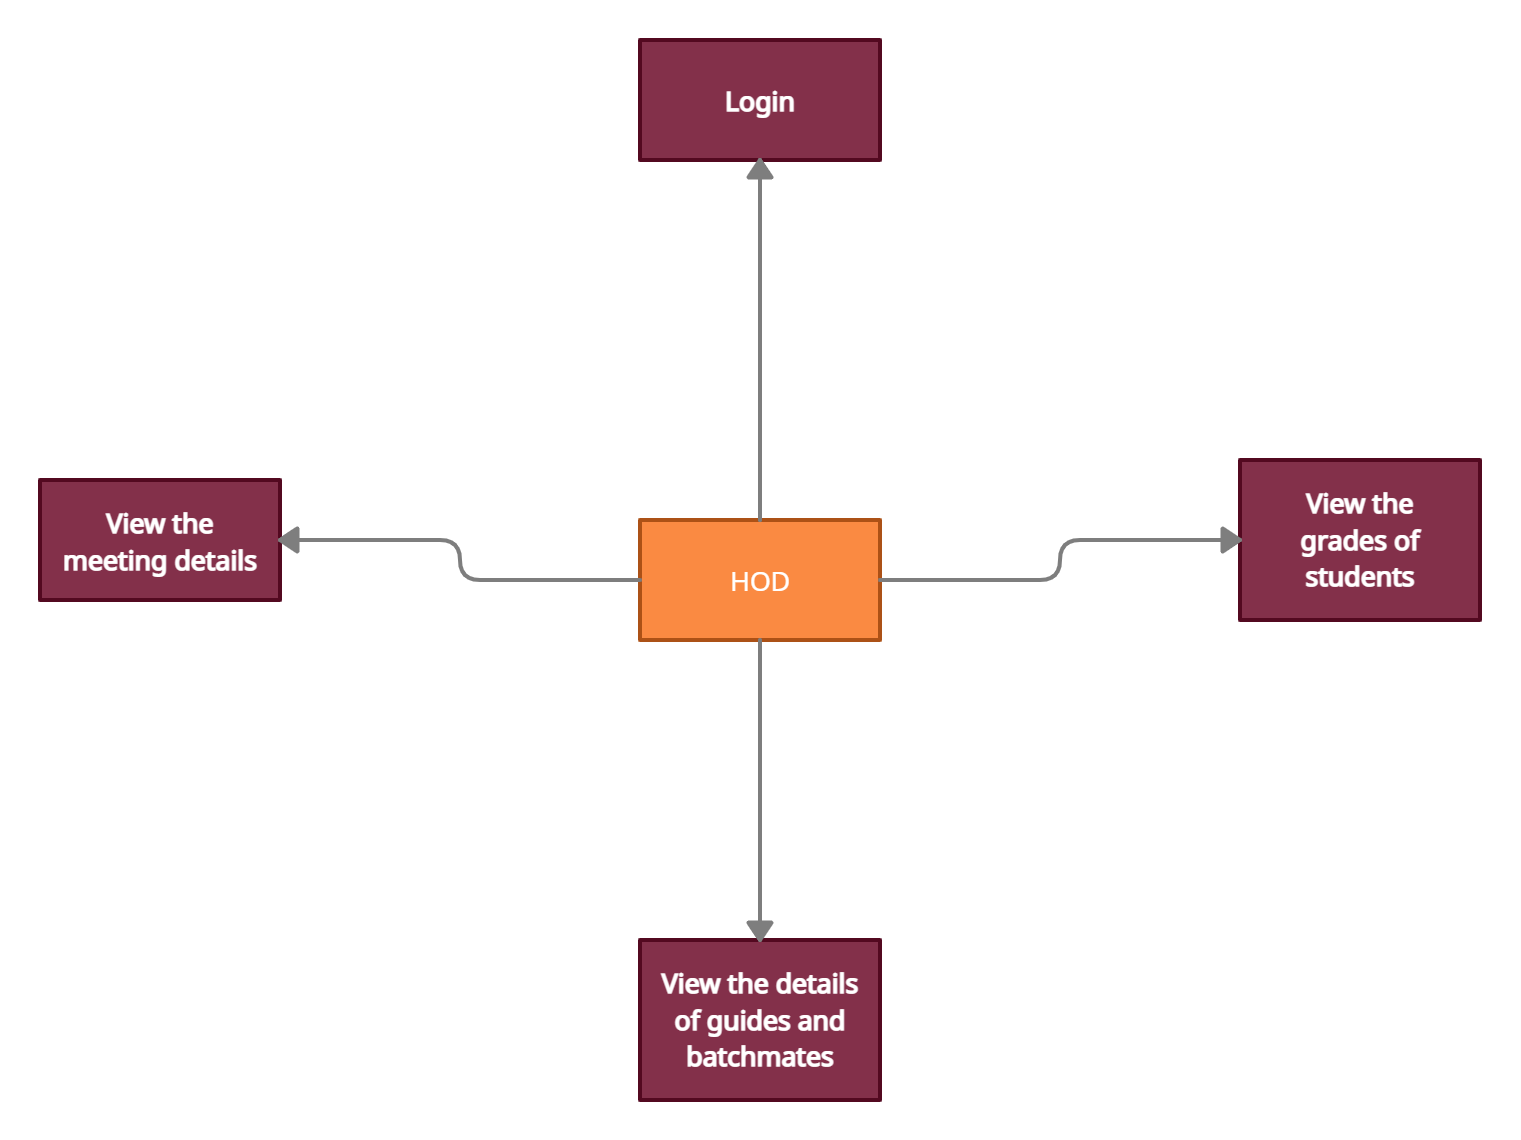 Login
View the
meeting details
HOD
View the
grades of
students
View the details
of guides and
batchmates